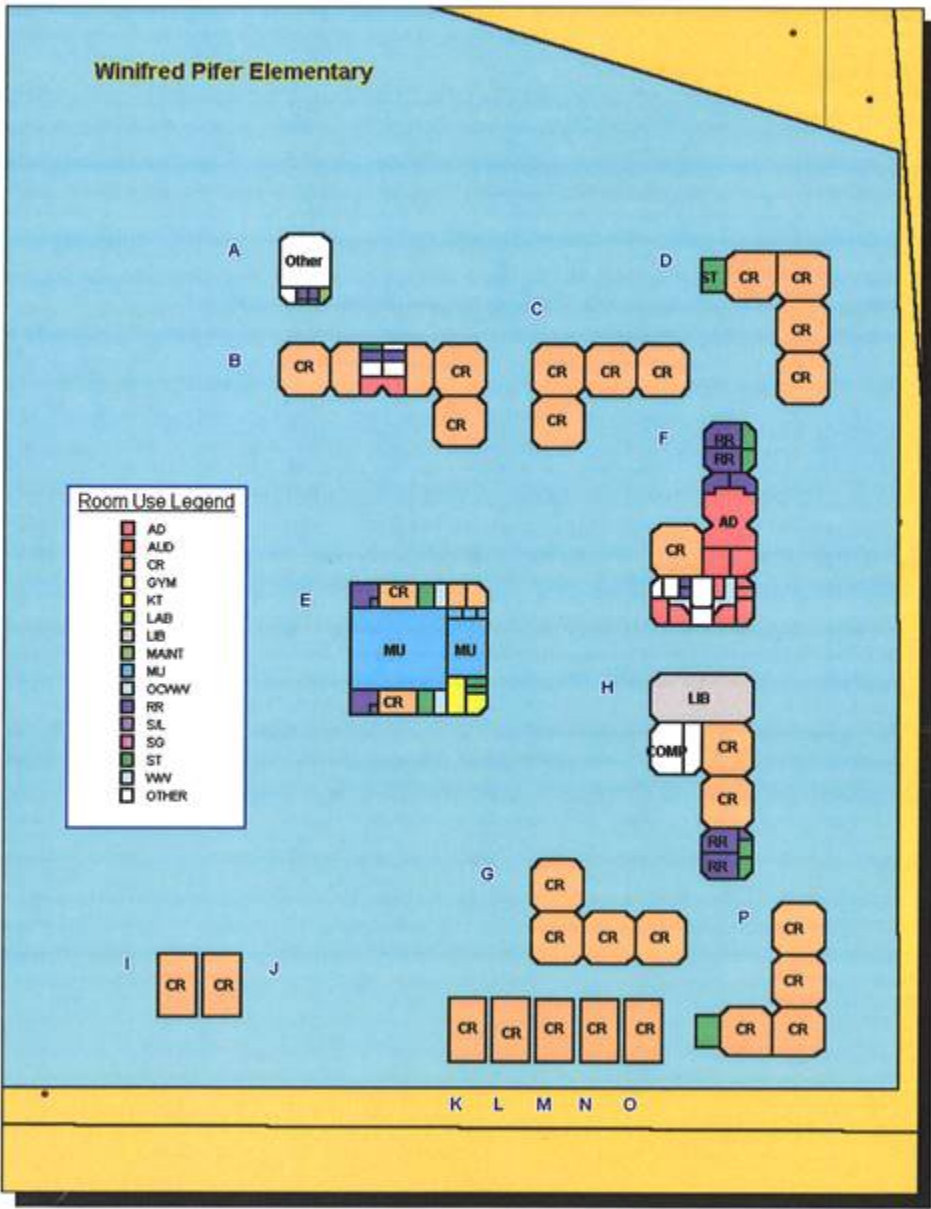 Winifred Pifer Elementary
A
Other
D
ST CR CR
C
CR
B
CR CR
CR CR CR
CR
CR
CR
F
RR
RR
Room Use Legend
AD
AUD
CR
GYM
KT
LAB
LIB
MAINT
MU
OCWW
RR
S/L
SG
ST
WW
OTHER
AD
CR
E
CR
MU MU
CR
H
LIB
COMP CR
CR
RR
RR
G
CR
CR CR CR
P
CR
CR
CR CR
I
CR CR
J
CR CR CR CR CR
K L M N O